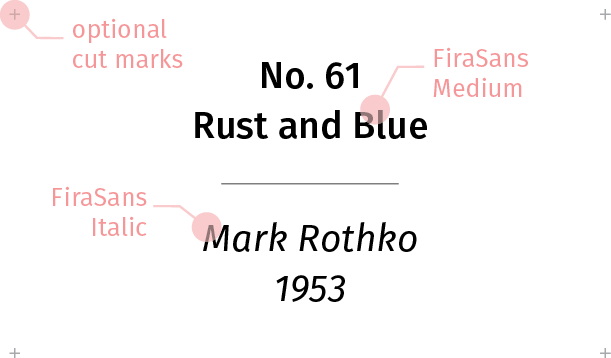 optional
cut marks
No. 61
Rust and Blue
FiraSans
Medium
FiraSans
Italic
Mark Rothko
1953